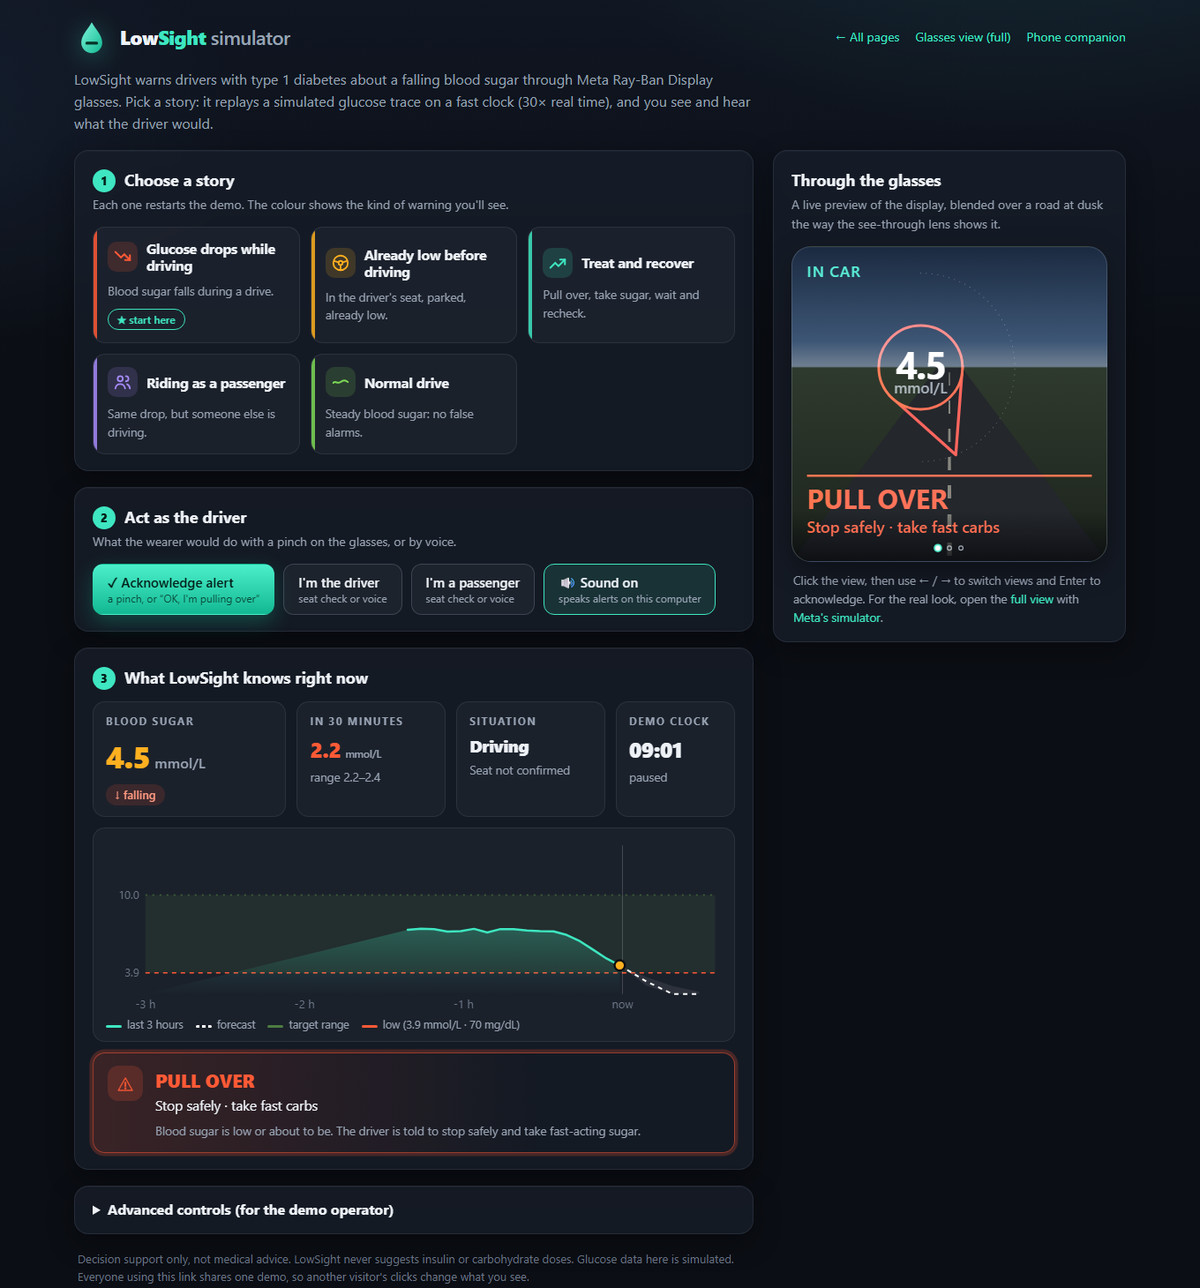 LowSight simulator
← All pages
Glasses view (full)
Phone companion
LowSight warns drivers with type 1 diabetes about a falling blood sugar through Meta Ray-Ban Display
glasses. Pick a story: it replays a simulated glucose trace on a fast clock (30× real time), and you see and hear
what the driver would.
1 Choose a story
Each one restarts the demo. The colour shows the kind of warning you'll see.
Glucose drops while
driving
Blood sugar falls during a drive.
★ start here
Already low before
driving
In the driver's seat, parked,
already low.
Treat and recover
Pull over, take sugar, wait and
recheck.
Riding as a passenger
Same drop, but someone else is
driving.
Normal drive
Steady blood sugar: no false
alarms.
2 Act as the driver
What the wearer would do with a pinch on the glasses, or by voice.
✓ Acknowledge alert
a pinch, or "OK, I'm pulling over"
I'm the driver
seat check or voice
I'm a passenger
seat check or voice
🔊 Sound on
speaks alerts on this computer
3 What LowSight knows right now
BLOOD SUGAR
4.5 mmol/L
↓ falling
IN 30 MINUTES
2.2 mmol/L
range 2.2–2.4
SITUATION
Driving
Seat not confirmed
DEMO CLOCK
09:01
paused
10.0
3.9
-3 h
-2 h
-1 h
now
last 3 hours
forecast
target range
low (3.9 mmol/L · 70 mg/dL)
PULL OVER
Stop safely · take fast carbs
Blood sugar is low or about to be. The driver is told to stop safely and take fast-acting sugar.
▶ Advanced controls (for the demo operator)
Decision support only, not medical advice. LowSight never suggests insulin or carbohydrate doses. Glucose data here is simulated.
Everyone using this link shares one demo, so another visitor's clicks change what you see.
Through the glasses
A live preview of the display, blended over a road at dusk
the way the see-through lens shows it.
IN CAR
4.5
mmol/L
PULL OVER
Stop safely · take fast carbs
Click the view, then use ← / → to switch views and Enter to
acknowledge. For the real look, open the full view with
Meta's simulator.